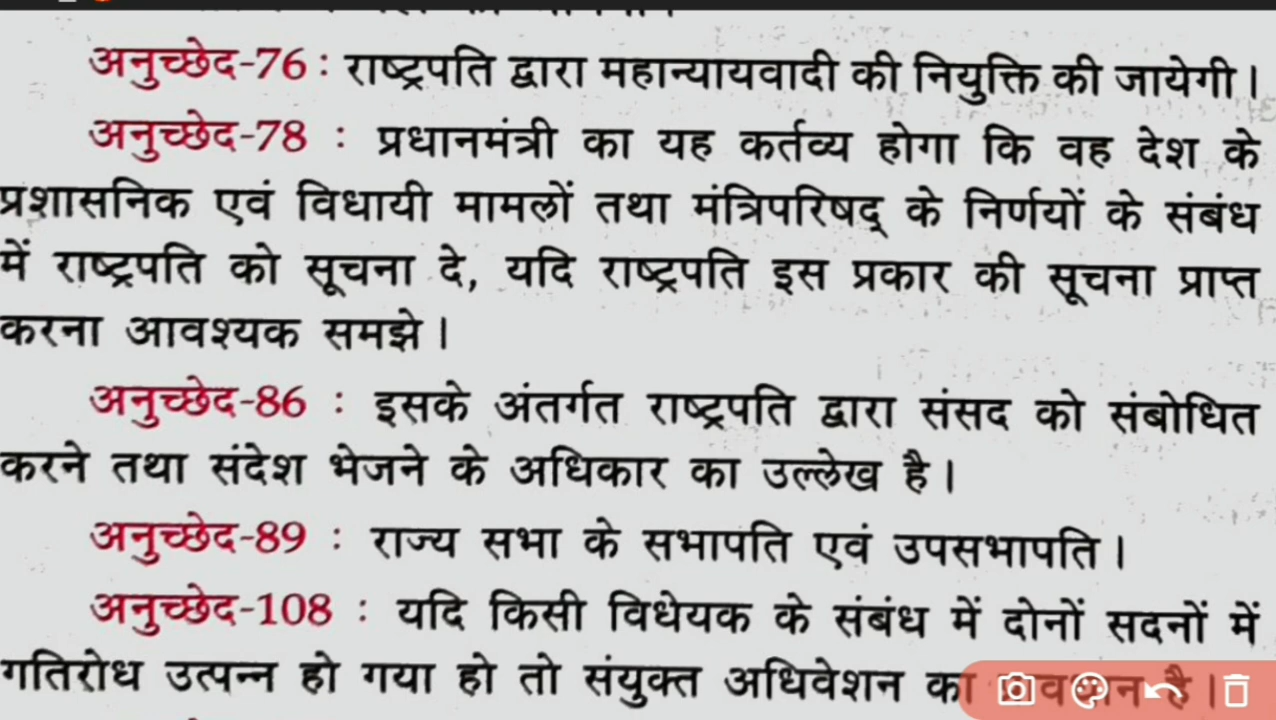 अनुच्छेद-76 : राष्ट्रपति द्वारा महान्यायवादी की नियुक्ति की जायेगी।
अनुच्छेद-78 : प्रधानमंत्री का यह कर्तव्य होगा कि वह देश के
प्रशासनिक एवं विधायी मामलों तथा मंत्रिपरिषद् के निर्णयों के संबंध
में राष्ट्रपति को सूचना दे, यदि राष्ट्रपति इस प्रकार की सूचना प्राप्त
करना आवश्यक समझे।
अनुच्छेद-86 : इसके अंतर्गत राष्ट्रपति द्वारा संसद को संबोधित
करने तथा संदेश भेजने के अधिकार का उल्लेख है।
अनुच्छेद-89 : राज्य सभा के सभापति एवं उपसभापति।
अनुच्छेद-108 : यदि किसी विधेयक के संबंध में दोनों सदनों में
गतिरोध उत्पन्न हो गया हो तो संयुक्त अधिवेशन का है।